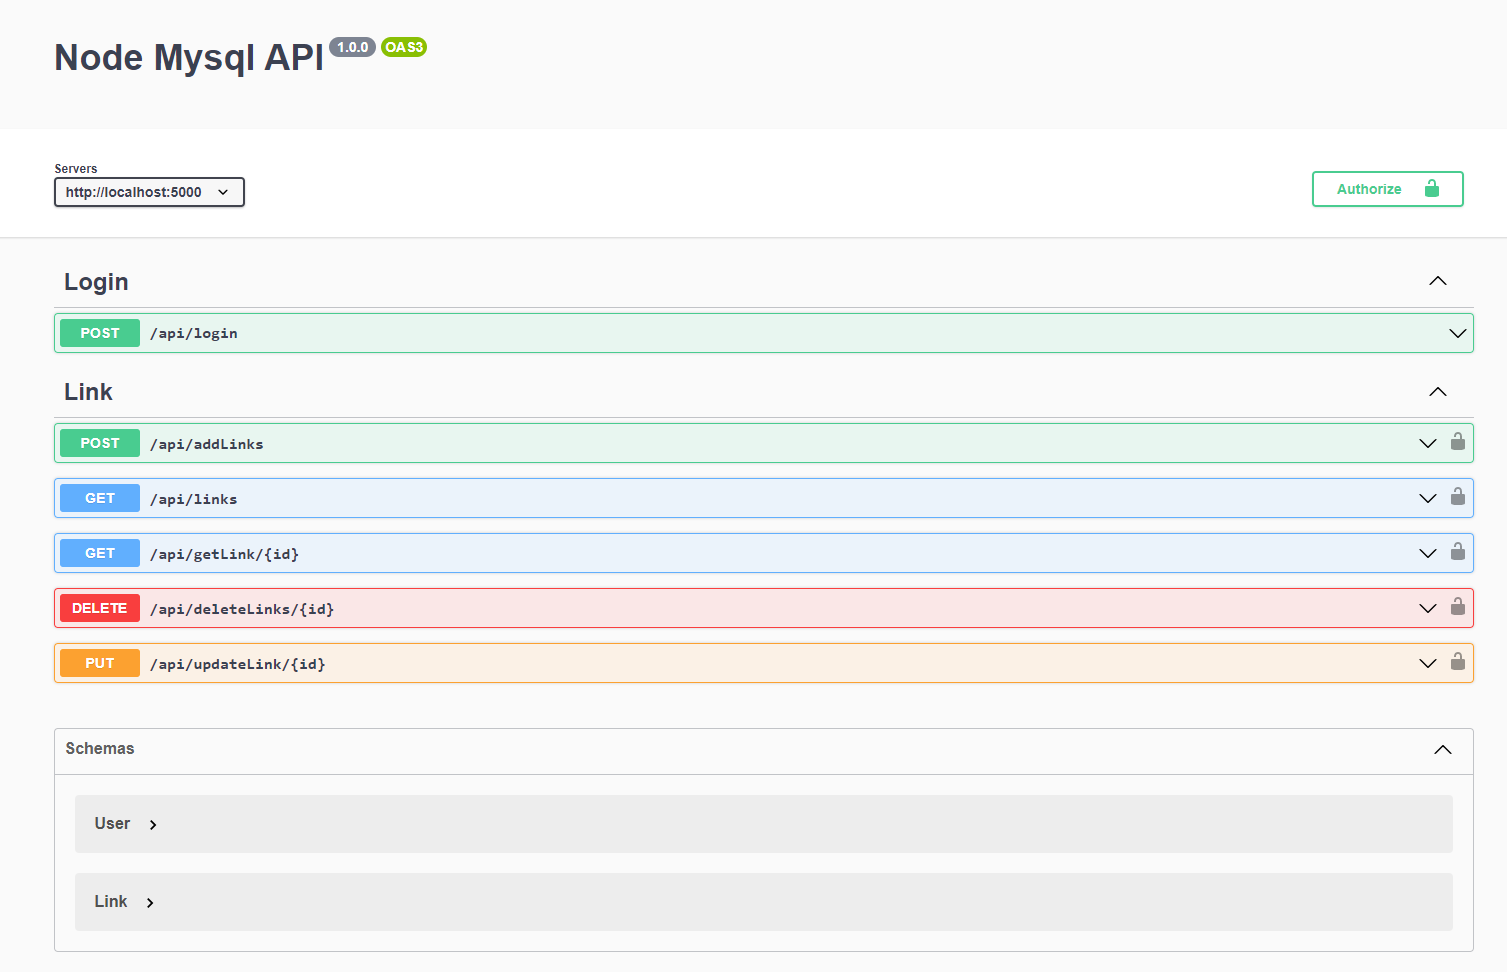 Node Mysql API 1.0.0 OAS3
Servers
http://localhost:5000
Authorize
Login
POST /api/login
Link
POST /api/addLinks
GET /api/links
GET /api/getLink/{id}
DELETE /api/deleteLinks/{id}
PUT /api/updateLink/{id}
Schemas
User
Link